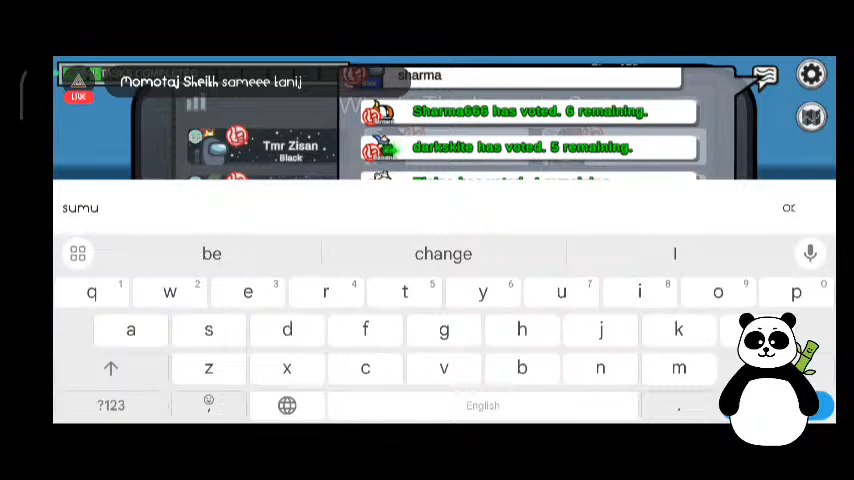 Momotaj Sheikh sameee tanij
LIVE
sharma
Sharma666 has voted. 6 remaining.
darkskite has voted. 5 remaining.
Tmr Zisan
Black
sumu
be change I
q 1 w 2 e 3 r 4 t 5 y 6 u 7 i 8 o 9 p 0
a s d f g h j k
z x c v b n m
?123 , English .